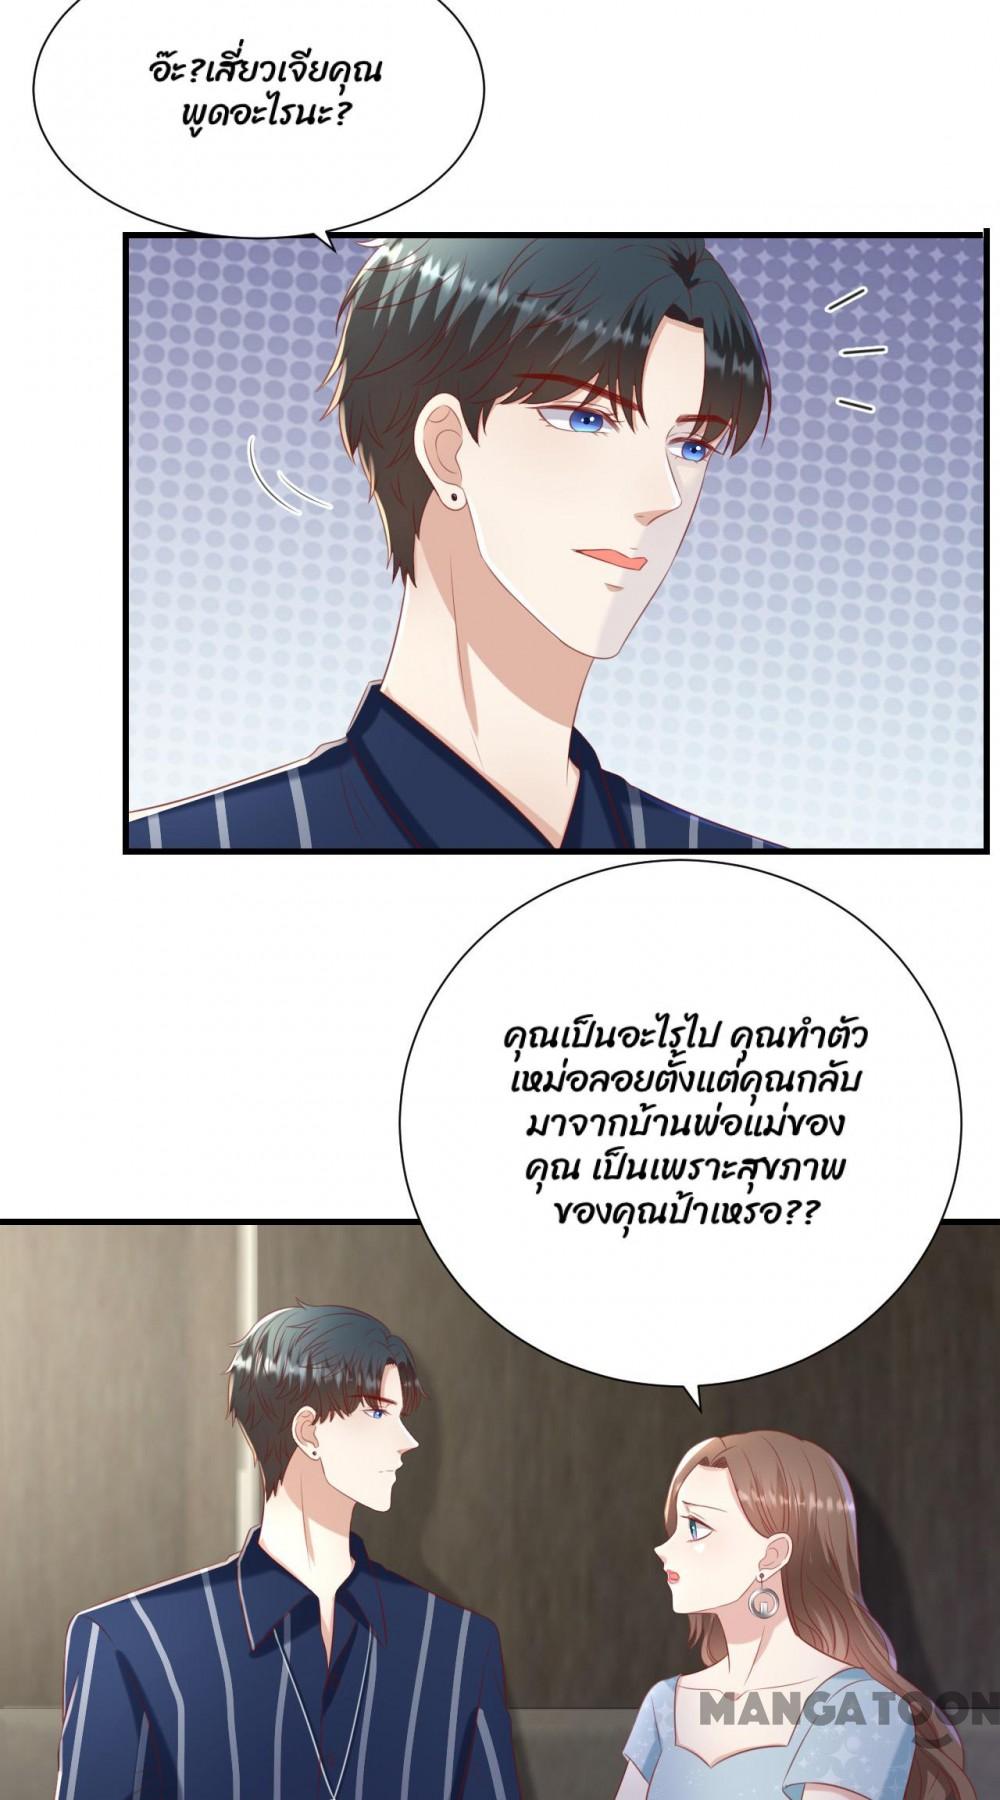 อ๊ะ?เสี่ยวเจียคุณ
พูดอะไรนะ?
คุณเป็นอะไรไป คุณทำตัว
เหม่อลอยตั้งแต่คุณกลับ
มาจากบ้านพ่อแม่ของ
คุณ เป็นเพราะสุขภาพ
ของคุณป้าเหรอ??
MANGATOON